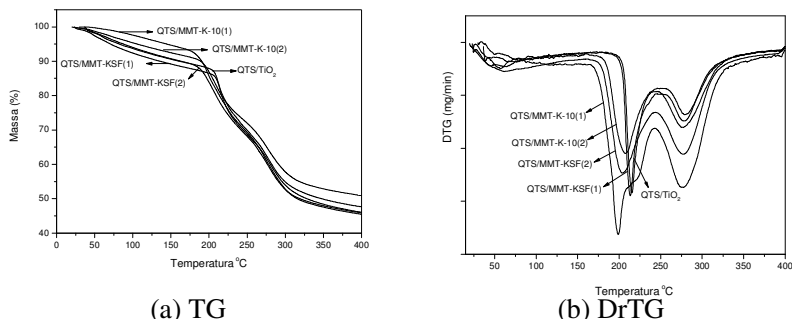 100
90
80
70
60
50
40
0 50 100 150 200 250 300 350 400
Massa (%)
Temperatura °C
QTS/MMT-K-10(1)
QTS/MMT-K-10(2)
QTS/MMT-KSF(1)
QTS/TiO₂
QTS/MMT-KSF(2)
(a) TG
DTG (mg/min)
QTS/MMT-K-10(1)
QTS/MMT-K-10(2)
QTS/MMT-KSF(2)
QTS/MMT-KSF(1)
QTS/TiO₂
50 100 150 200 250 300 350 400
Temperatura °C
(b) DrTG